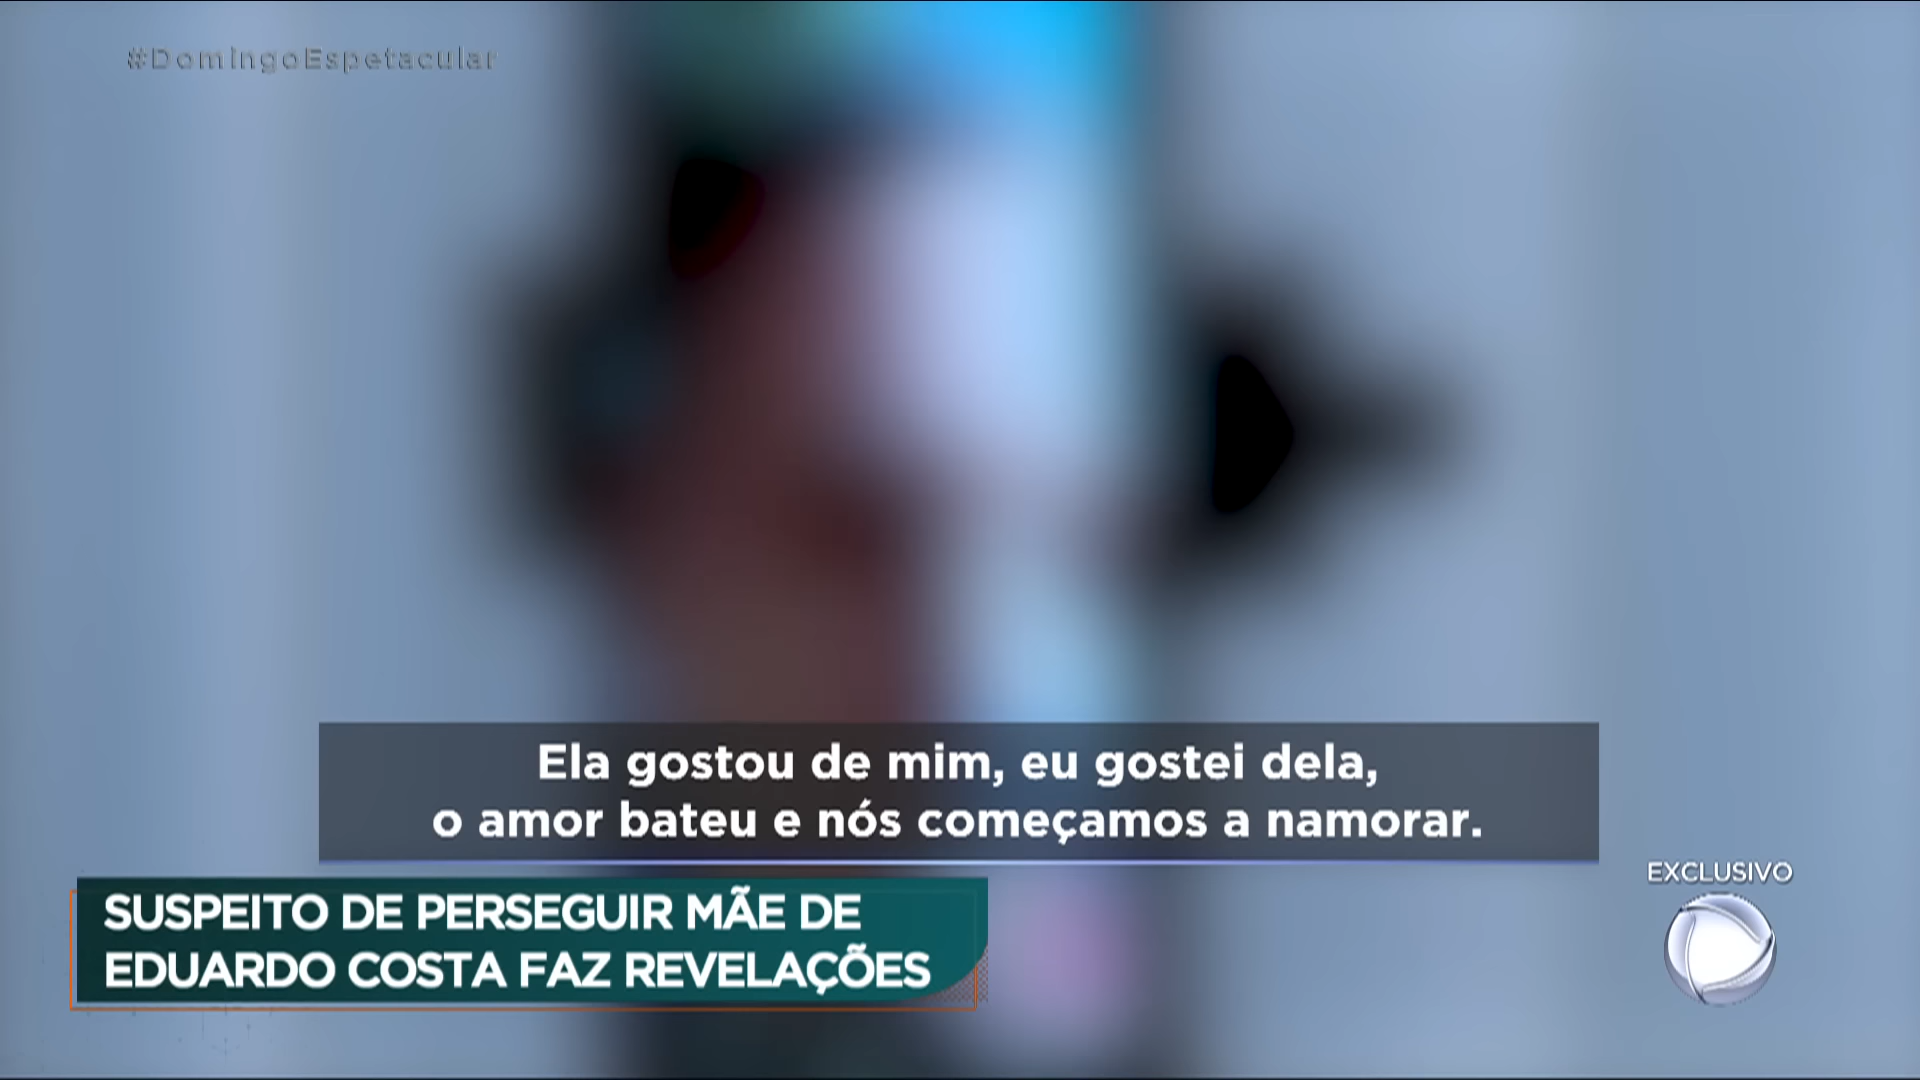 #DomingoEspetacular
Ela gostou de mim, eu gostei dela,
o amor bateu e nós começamos a namorar.
SUSPEITO DE PERSEGUIR MÃE DE
EDUARDO COSTA FAZ REVELAÇÕES
EXCLUSIVO